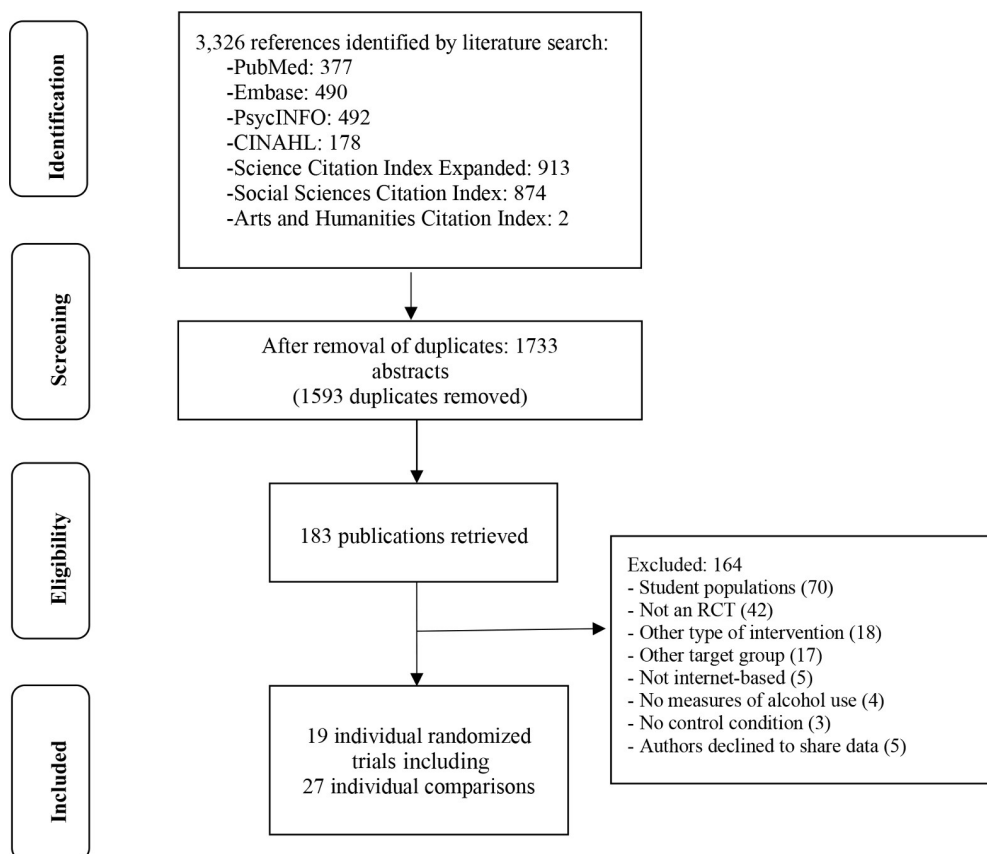 Identification
3,326 references identified by literature search:
-PubMed: 377
-Embase: 490
-PsycINFO: 492
-CINAHL: 178
-Science Citation Index Expanded: 913
-Social Sciences Citation Index: 874
-Arts and Humanities Citation Index: 2
Screening
After removal of duplicates: 1733
abstracts
(1593 duplicates removed)
Eligibility
183 publications retrieved
Excluded: 164
- Student populations (70)
- Not an RCT (42)
- Other type of intervention (18)
- Other target group (17)
- Not internet-based (5)
- No measures of alcohol use (4)
- No control condition (3)
- Authors declined to share data (5)
Included
19 individual randomized
trials including
27 individual comparisons